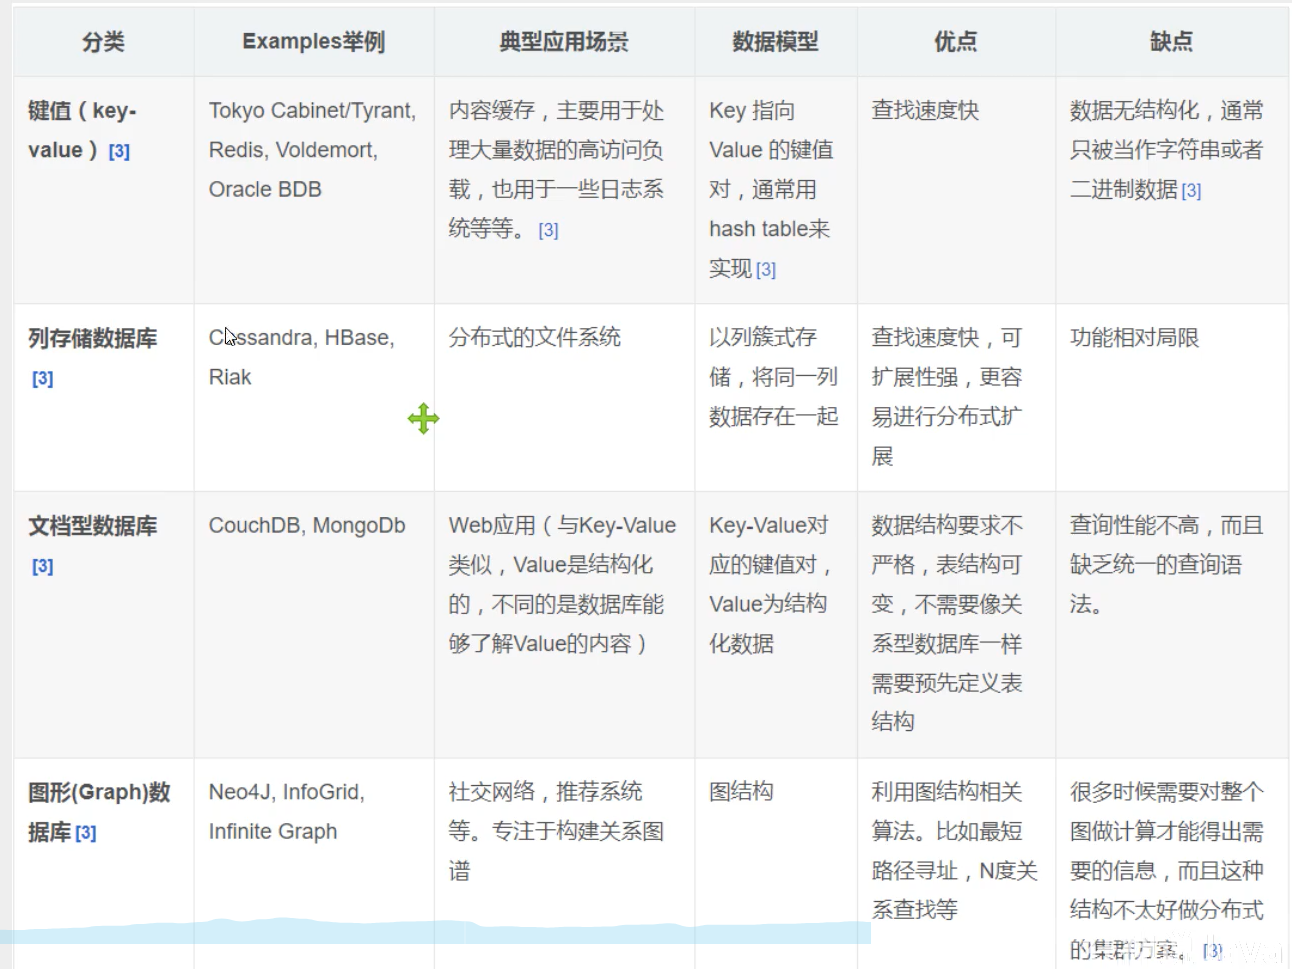 分类
Examples举例
典型应用场景
数据模型
优点
缺点
键值（key-
value）[3]
Tokyo Cabinet/Tyrant,
Redis, Voldemort,
Oracle BDB
内容缓存，主要用于处
理大量数据的高访问负
载，也用于一些日志系
统等等。[3]
Key 指向
Value 的键值
对，通常用
hash table来
实现[3]
查找速度快
数据无结构化，通常
只被当作字符串或者
二进制数据[3]
列存储数据库
[3]
Cassandra, HBase,
Riak
分布式的文件系统
以列簇式存
储，将同一列
数据存在一起
查找速度快，可
扩展性强，更容
易进行分布式扩
展
功能相对局限
文档型数据库
[3]
CouchDB, MongoDb
Web应用（与Key-Value
类似，Value是结构化
的，不同的是数据库能
够了解Value的内容）
Key-Value对
应的键值对，
Value为结构
化数据
数据结构要求不
严格，表结构可
变，不需要像关
系型数据库一样
需要预先定义表
结构
查询性能不高，而且
缺乏统一的查询语
法。
图形(Graph)数
据库[3]
Neo4J, InfoGrid,
Infinite Graph
社交网络，推荐系统
等。专注于构建关系图
谱
图结构
利用图结构相关
算法。比如最短
路径寻址，N度关
系查找等
很多时候需要对整个
图做计算才能得出需
要的信息，而且这种
结构不太好做分布式
的集群方案。[3]